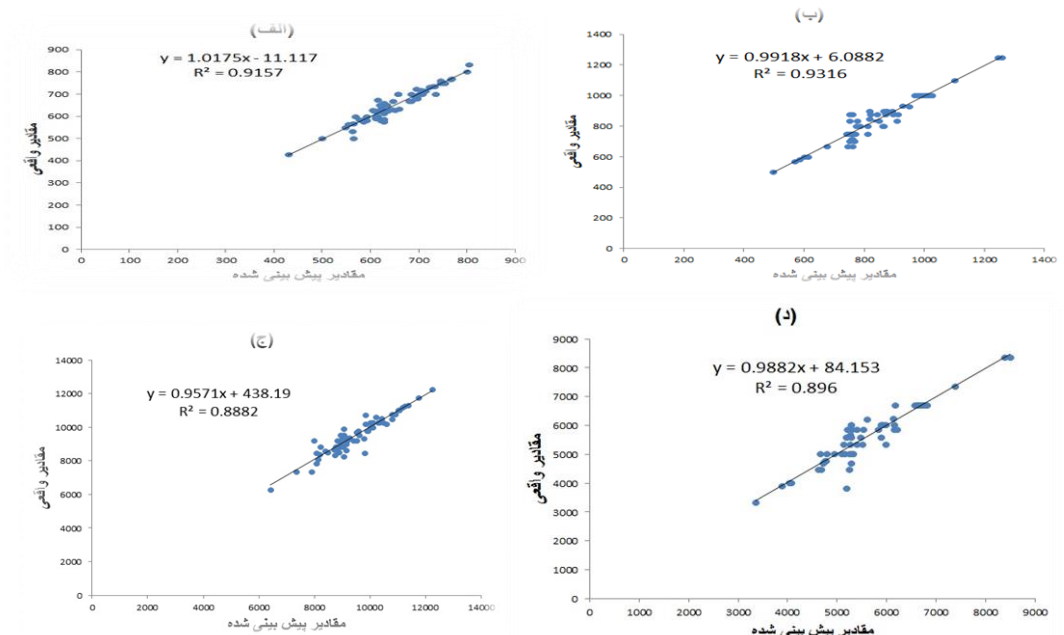 (الف)
y = 1.0175x - 11.117
R² = 0.9157
900
800
700
600
500
400
300
200
100
0
0 100 200 300 400 500 600 700 800 900
مقادیر واقعی
مقادیر پیش بینی شده
(ب)
y = 0.9918x + 6.0882
R² = 0.9316
1400
1200
1000
800
600
400
200
0
0 200 400 600 800 1000 1200 1400
مقادیر واقعی
مقادیر پیش بینی شده
(ج)
y = 0.9571x + 438.19
R² = 0.8882
14000
12000
10000
8000
6000
4000
2000
0
0 2000 4000 6000 8000 10000 12000 14000
مقادیر واقعی
مقادیر پیش بینی شده
(د)
y = 0.9882x + 84.153
R² = 0.896
9000
8000
7000
6000
5000
4000
3000
2000
1000
0
0 1000 2000 3000 4000 5000 6000 7000 8000 9000
مقادیر واقعی
مقادیر پیش بینی شده